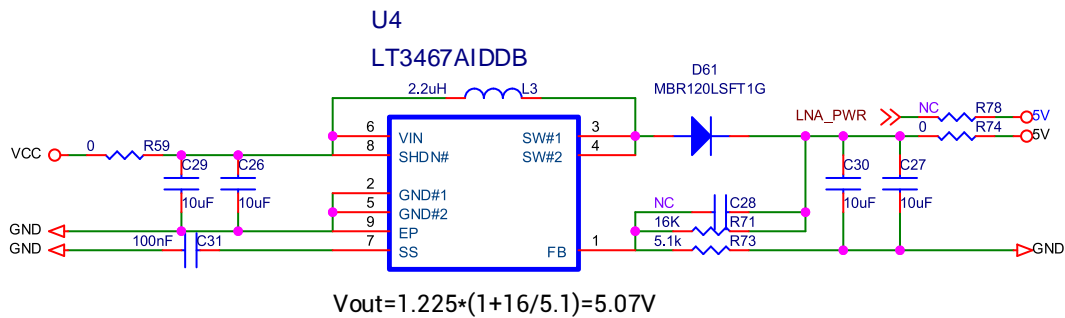 U4
LT3467AIDDB
D61
MBR120LSFT1G
2.2uH L3
LNA_PWR
NC R78 5V
0 R74 5V
VCC 0 R59
6 VIN SW#1 3
8 SHDN# SW#2 4
C29 C26
10uF 10uF
2 GND#1
5 GND#2
9 EP
7 SS FB 1
C30 C27
10uF 10uF
NC C28
16K R71
5.1k R73
GND
GND
100nF C31
GND
Vout=1.225*(1+16/5.1)=5.07V